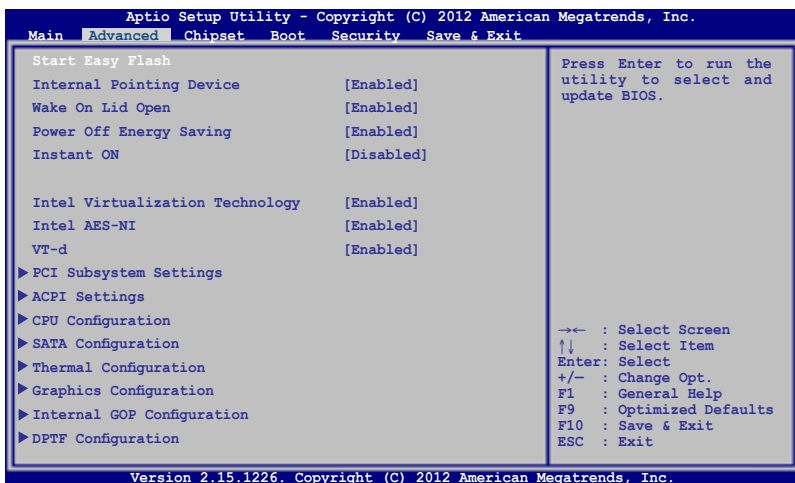 Aptio Setup Utility - Copyright (C) 2012 American Megatrends, Inc.
Main Advanced Chipset Boot Security Save & Exit
Start Easy Flash
Internal Pointing Device [Enabled]
Wake On Lid Open [Enabled]
Power Off Energy Saving [Enabled]
Instant ON [Disabled]
Intel Virtualization Technology [Enabled]
Intel AES-NI [Enabled]
VT-d [Enabled]
PCI Subsystem Settings
ACPI Settings
CPU Configuration
SATA Configuration
Thermal Configuration
Graphics Configuration
Internal GOP Configuration
DPTF Configuration
Press Enter to run the
utility to select and
update BIOS.
→← : Select Screen
↑↓ : Select Item
Enter: Select
+/— : Change Opt.
F1 : General Help
F9 : Optimized Defaults
F10 : Save & Exit
ESC : Exit
Version 2.15.1226. Copyright (C) 2012 American Megatrends, Inc.